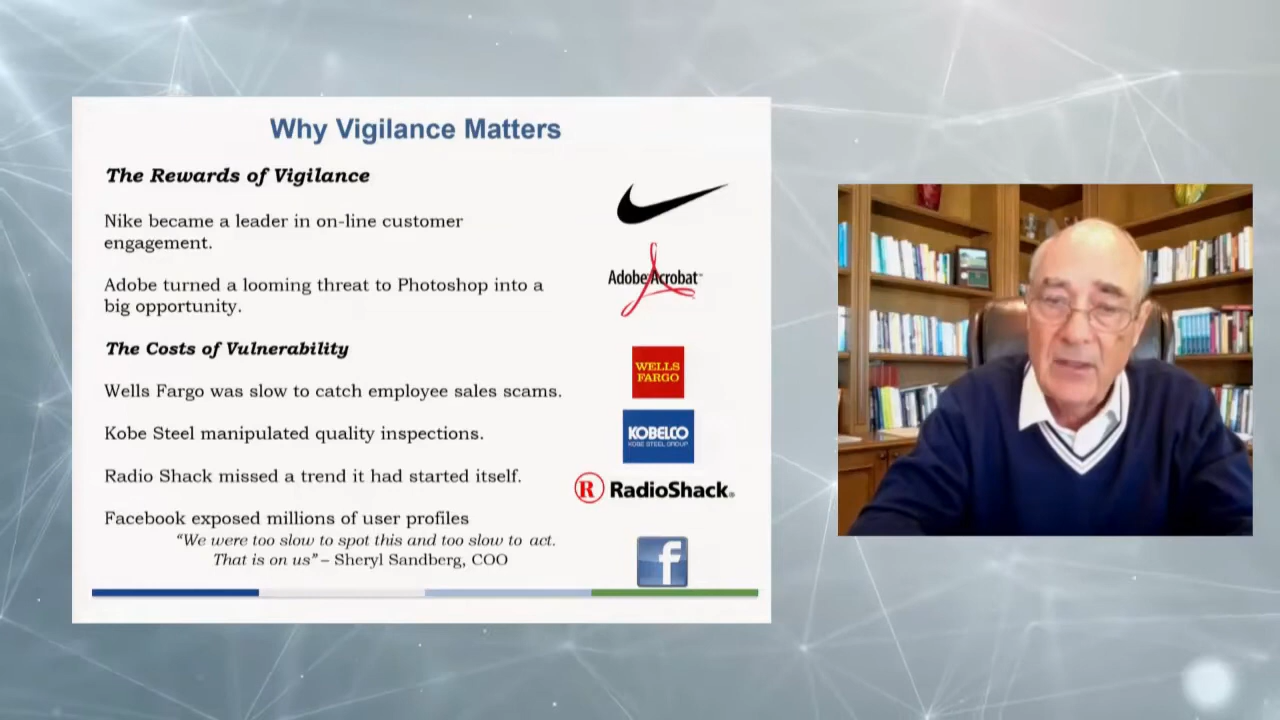 Why Vigilance Matters
The Rewards of Vigilance
Nike became a leader in on-line customer
engagement.
Adobe turned a looming threat to Photoshop into a
big opportunity.
Adobe Acrobat™
The Costs of Vulnerability
Wells Fargo was slow to catch employee sales scams.
WELLS
FARGO
Kobe Steel manipulated quality inspections.
KOBELCO
KOBE STEEL GROUP
Radio Shack missed a trend it had started itself.
R RadioShack®
Facebook exposed millions of user profiles
“We were too slow to spot this and too slow to act.
That is on us” – Sheryl Sandberg, COO
f